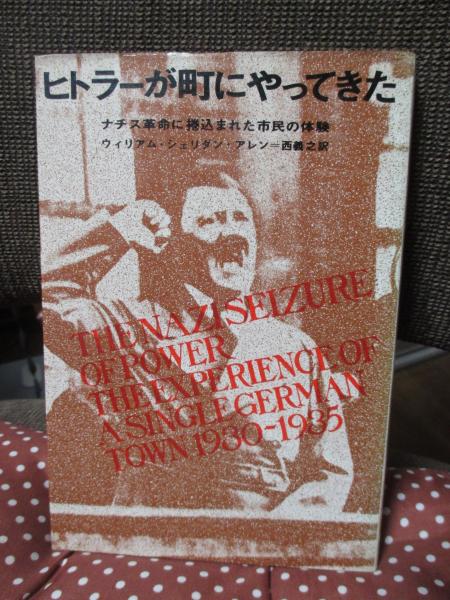 ヒトラーが町にやってきた
ナチス革命に捲込まれた市民の体験
ウィリアム・シェリダン・アレン=西義之訳
THE NAZI SEIZURE
OF POWER
THE EXPERIENCE OF
A SINGLE GERMAN
TOWN 1930-1935